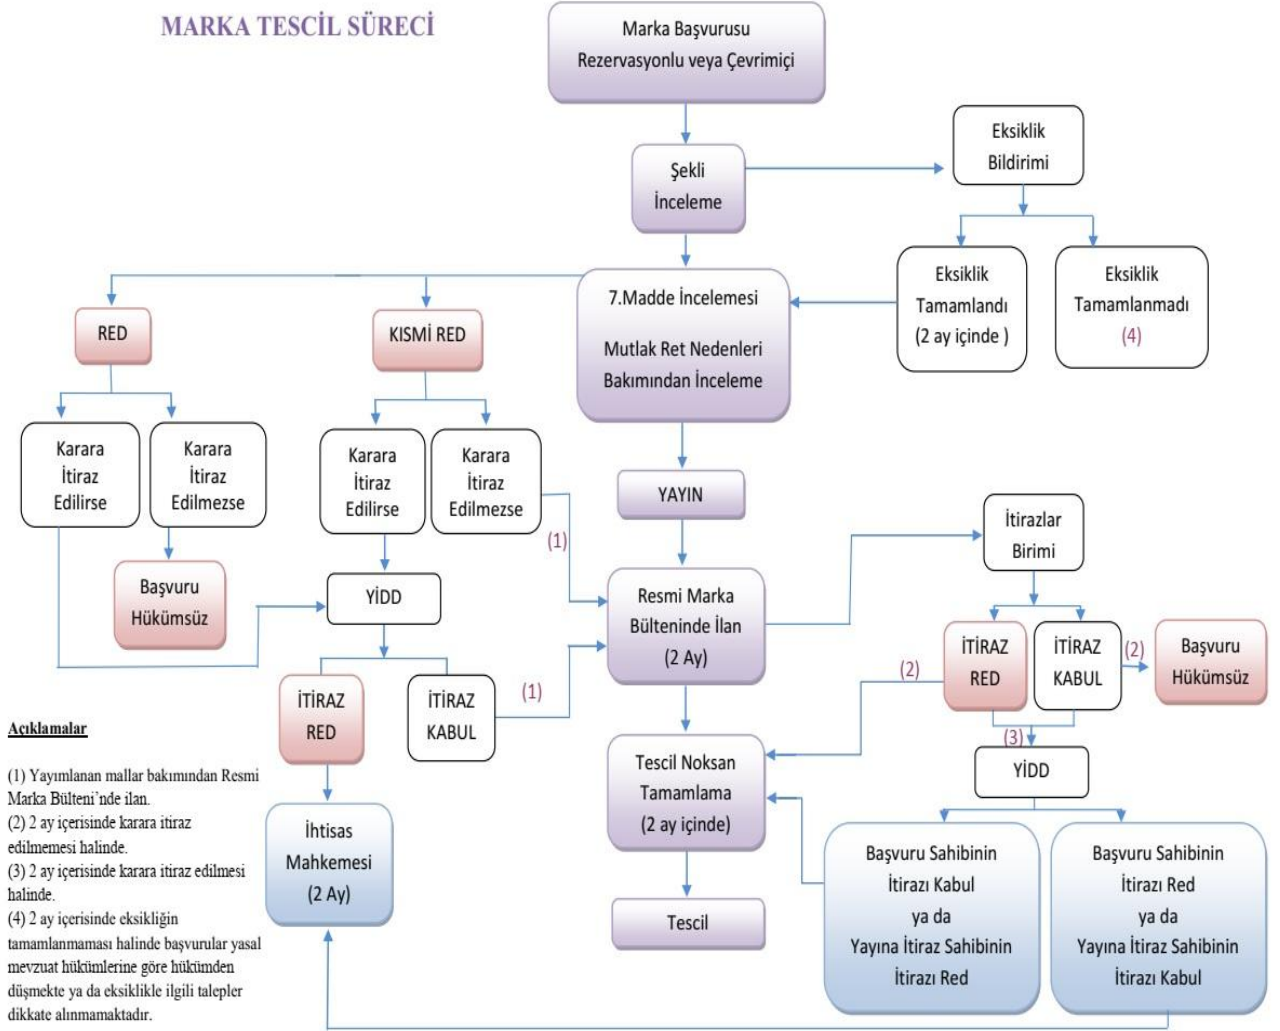 MARKA TESCİL SÜRECİ
Marka Başvurusu
Rezervasyonlu veya Çevrimiçi
Şekli
İnceleme
Eksiklik
Bildirimi
Eksiklik
Tamamlandı
(2 ay içinde )
Eksiklik
Tamamlanmadı
(4)
7.Madde İncelemesi
Mutlak Ret Nedenleri
Bakımından İnceleme
RED
KISMİ RED
Karara
İtiraz
Edilirse
Karara
İtiraz
Edilmezse
Karara
İtiraz
Edilirse
Karara
İtiraz
Edilmezse
(1)
Başvuru
Hükümsüz
YİDD
İTİRAZ
RED
İTİRAZ
KABUL
(1)
İhtisas
Mahkemesi
(2 Ay)
YAYIN
Resmi Marka
Bülteninde İlan
(2 Ay)
Tescil Noksan
Tamamlama
(2 ay içinde)
Tescil
İtirazlar
Birimi
İTİRAZ
RED
İTİRAZ
KABUL
(2)
(2)
Başvuru
Hükümsüz
(3)
YİDD
Başvuru Sahibinin
İtirazı Kabul
ya da
Yayına İtiraz Sahibinin
İtirazı Red
Başvuru Sahibinin
İtirazı Red
ya da
Yayına İtiraz Sahibinin
İtirazı Kabul
Açıklamalar
(1) Yayımlanan mallar bakımından Resmi
Marka Bülteni’nde ilan.
(2) 2 ay içerisinde karara itiraz
edilmemesi halinde.
(3) 2 ay içerisinde karara itiraz edilmesi
halinde.
(4) 2 ay içerisinde eksikliğin
tamamlanmaması halinde başvurular yasal
mevzuat hükümlerine göre hükümden
düşmekte ya da eksiklikle ilgili talepler
dikkate alınmamaktadır.